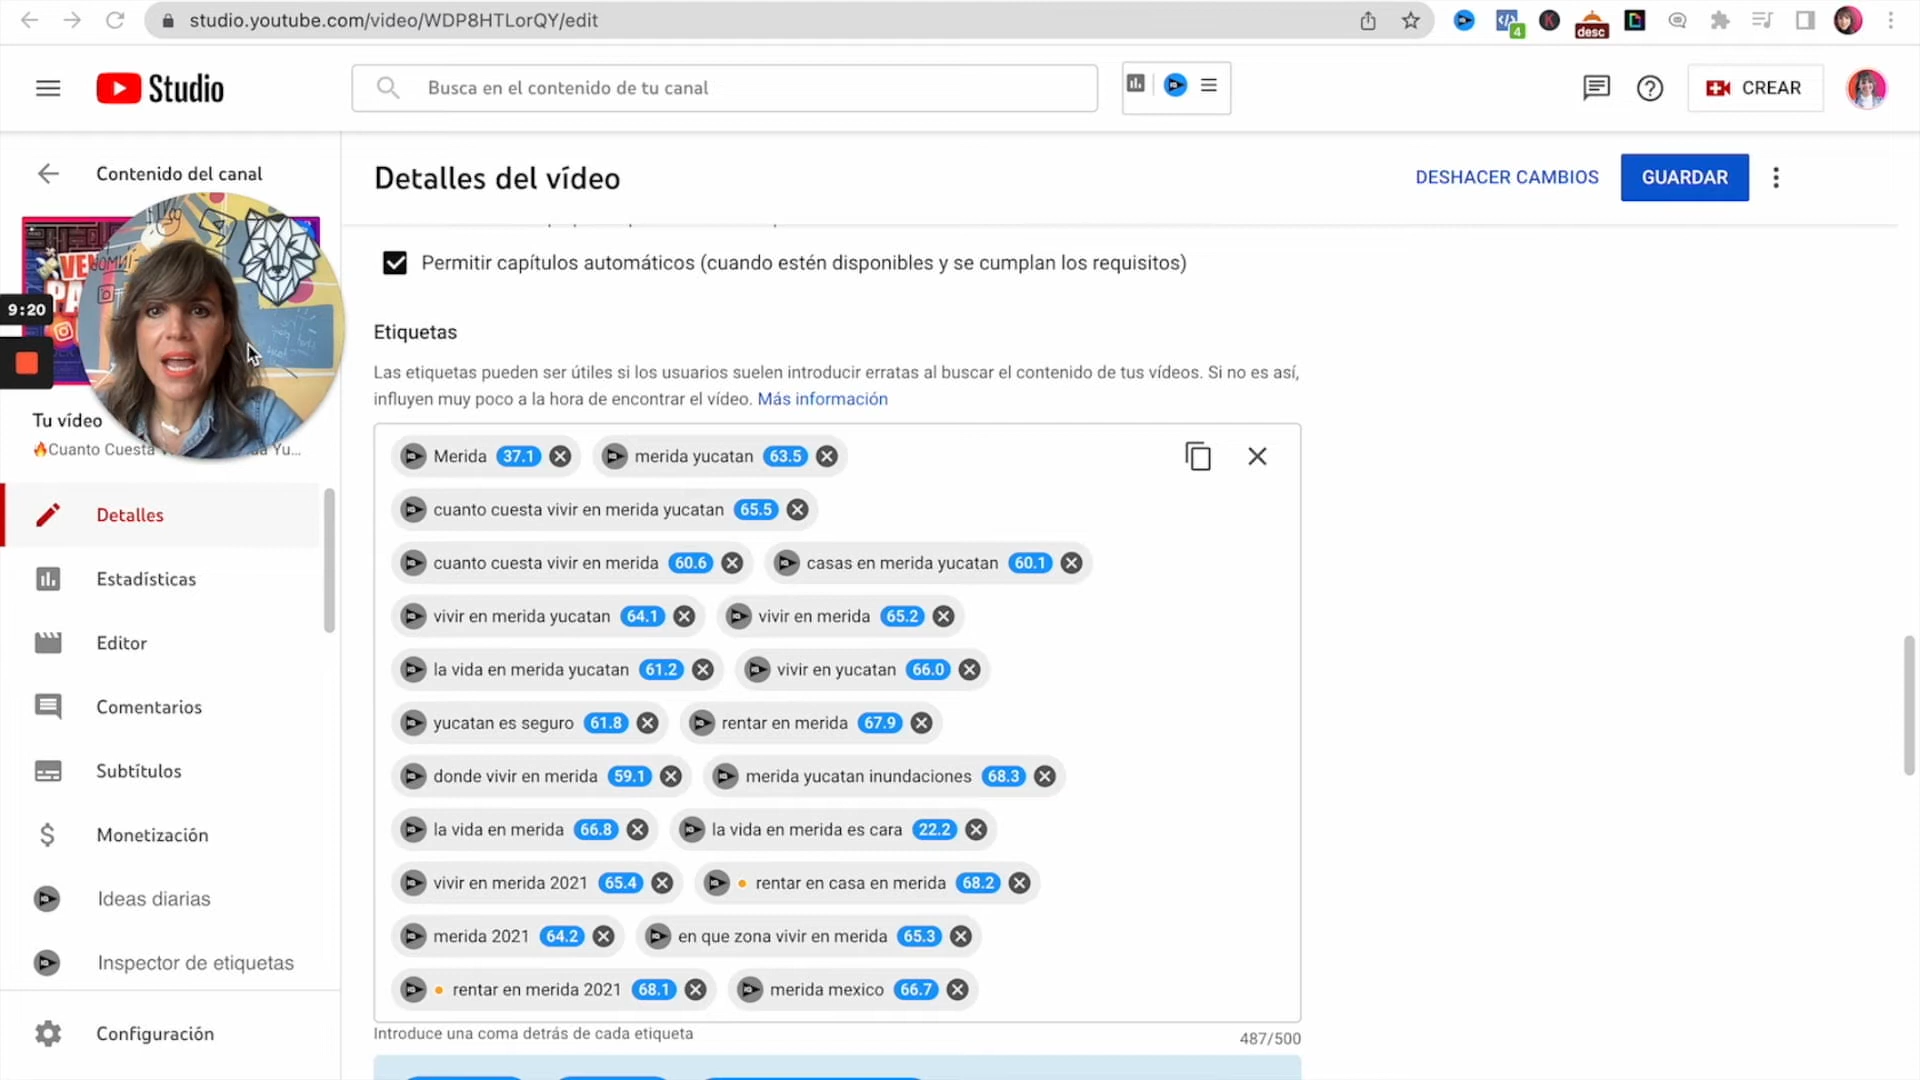 studio.youtube.com/video/WDP8HTLorQY/edit
4
desc
Studio
Busca en el contenido de tu canal
CREAR
Contenido del canal
Detalles del vídeo
DESHACER CAMBIOS
GUARDAR
9:20
Tu vídeo
🔥Cuanto Cuesta
Yu...
Detalles
Estadísticas
Editor
Comentarios
Subtítulos
Monetización
Ideas diarias
Inspector de etiquetas
Configuración
Permitir capítulos automáticos (cuando estén disponibles y se cumplan los requisitos)
Etiquetas
Las etiquetas pueden ser útiles si los usuarios suelen introducir erratas al buscar el contenido de tus vídeos. Si no es así,
influyen muy poco a la hora de encontrar el vídeo. Más información
Merida 37.1 merida yucatan 63.5
cuanto cuesta vivir en merida yucatan 65.5
cuanto cuesta vivir en merida 60.6 casas en merida yucatan 60.1
vivir en merida yucatan 64.1 vivir en merida 65.2
la vida en merida yucatan 61.2 vivir en yucatan 66.0
yucatan es seguro 61.8 rentar en merida 67.9
donde vivir en merida 59.1 merida yucatan inundaciones 68.3
la vida en merida 66.8 la vida en merida es cara 22.2
vivir en merida 2021 65.4 rentar en casa en merida 68.2
merida 2021 64.2 en que zona vivir en merida 65.3
rentar en merida 2021 68.1 merida mexico 66.7
Introduce una coma detrás de cada etiqueta
487/500